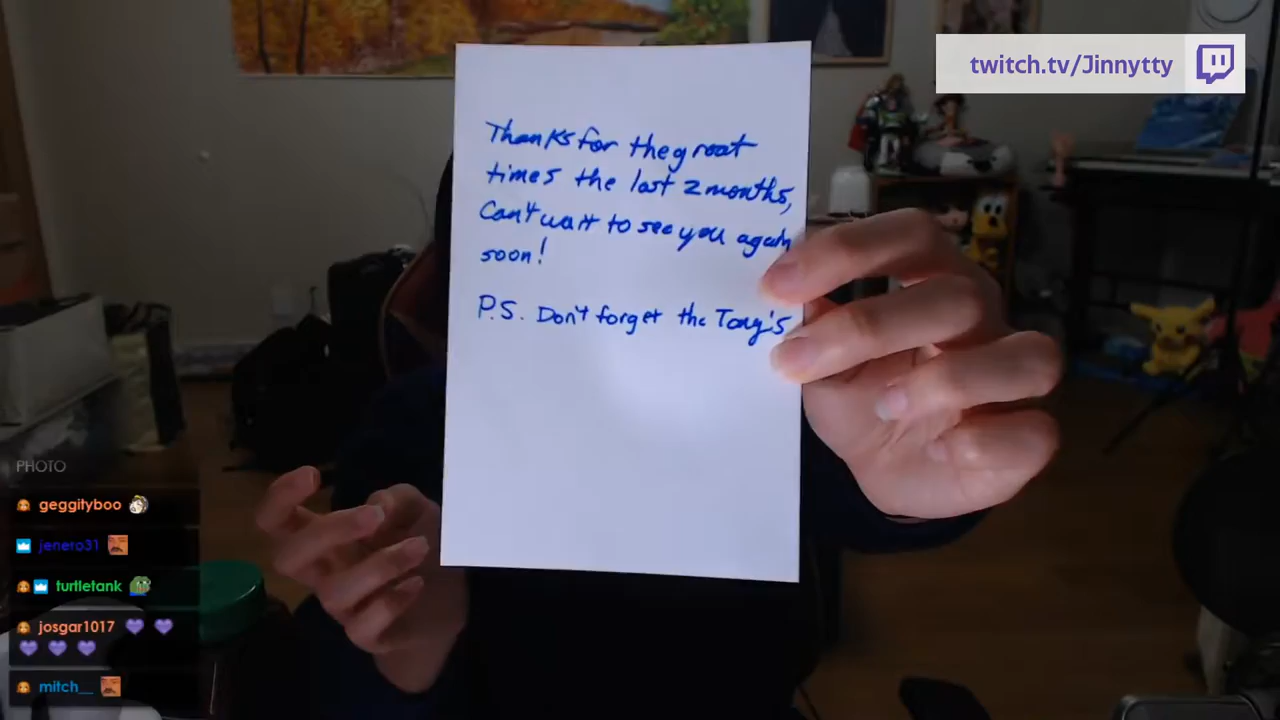 twitch.tv/Jinnytty
Thanks for the great
times the last 2 months,
Can't wait to see you again
soon!
P.S. Don't forget the Tony's
PHOTO
geggityboo
jenero31
turtletank
josgar1017
mitch__